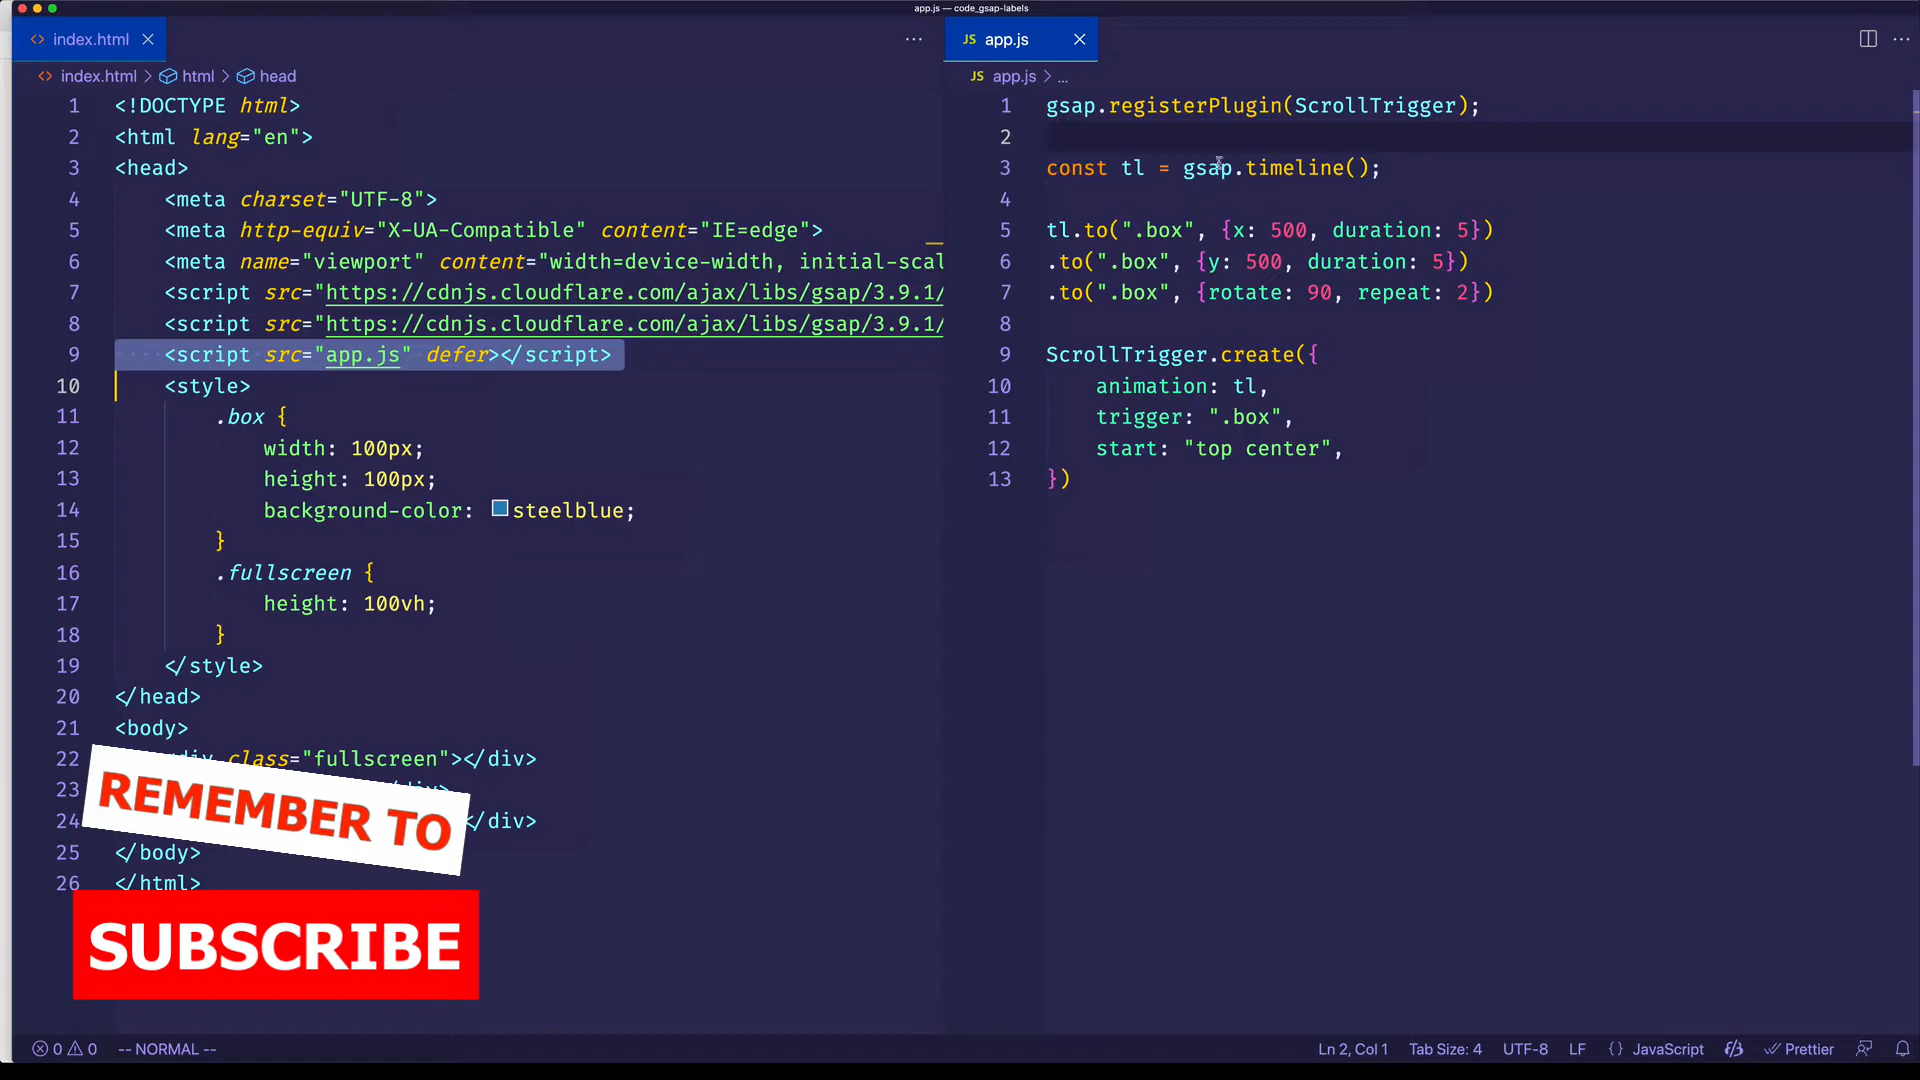 app.js — code_gsap-labels
index.html
index.html > html > head
1 <!DOCTYPE html>
2 <html lang="en">
3 <head>
4 <meta charset="UTF-8">
5 <meta http-equiv="X-UA-Compatible" content="IE=edge">
6 <meta name="viewport" content="width=device-width, initial-scal
7 <script src="https://cdnjs.cloudflare.com/ajax/libs/gsap/3.9.1/
8 <script src="https://cdnjs.cloudflare.com/ajax/libs/gsap/3.9.1/
9 <script src="app.js" defer></script>
10 <style>
11 .box {
12 width: 100px;
13 height: 100px;
14 background-color: steelblue;
15 }
16 .fullscreen {
17 height: 100vh;
18 }
19 </style>
20 </head>
21 <body>
22 div class="fullscreen"></div>
23
24 </div>
25 </body>
26 </html>
REMEMBER TO
SUBSCRIBE
JS app.js
JS app.js > ...
1 gsap.registerPlugin(ScrollTrigger);
2
3 const tl = gsap.timeline();
4
5 tl.to(".box", {x: 500, duration: 5})
6 .to(".box", {y: 500, duration: 5})
7 .to(".box", {rotate: 90, repeat: 2})
8
9 ScrollTrigger.create({
10 animation: tl,
11 trigger: ".box",
12 start: "top center",
13 })
0 0 -- NORMAL -- Ln 2, Col 1 Tab Size: 4 UTF-8 LF {} JavaScript Prettier